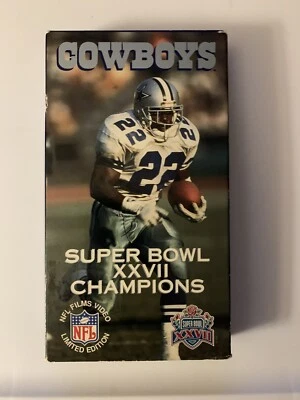 COWBOYS
22
22
SUPER BOWL
XXVII
CHAMPIONS
NFL FILMS VIDEO
NFL
LIMITED EDITION
SUPER BOWL
XXVII